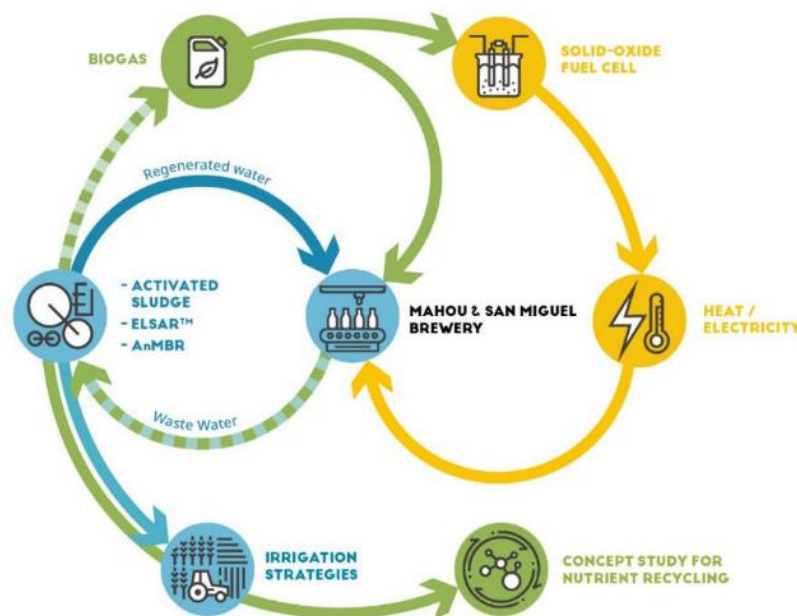 BIOGAS
SOLID-OXIDE
FUEL CELL
Regenerated water
- ACTIVATED
SLUDGE
- ELSAR™
- AnMBR
MAHOU & SAN MIGUEL
BREWERY
HEAT /
ELECTRICITY
Waste Water
IRRIGATION
STRATEGIES
CONCEPT STUDY FOR
NUTRIENT RECYCLING